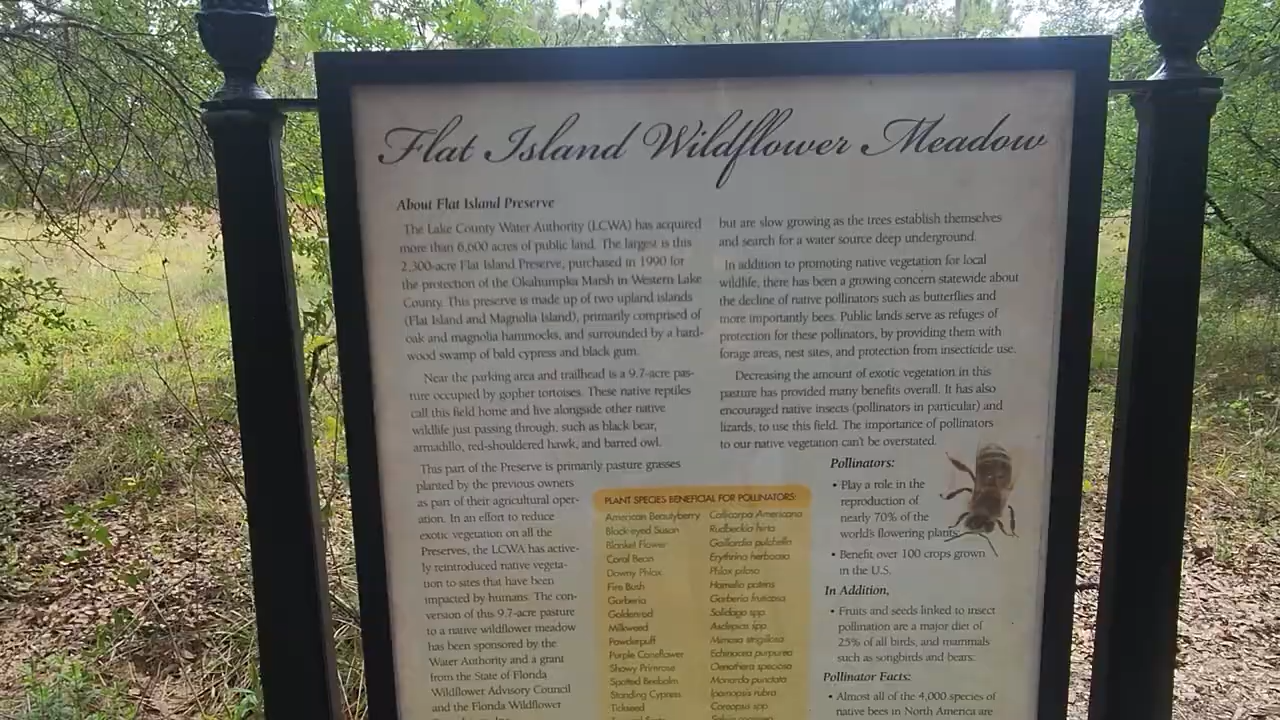 Flat Island Wildflower Meadow
About Flat Island Preserve
The Lake County Water Authority (LCWA) has acquired
more than 6,600 acres of public land. The largest is this
2,300-acre Flat Island Preserve, purchased in 1990 for
the protection of the Okahumpka Marsh in Western Lake
County. This preserve is made up of two upland islands
(Flat Island and Magnolia Island), primarily comprised of
oak and magnolia hammocks, and surrounded by a hard-
wood swamp of bald cypress and black gum.
Near the parking area and trailhead is a 9.7-acre pas-
ture occupied by gopher tortoises. These native reptiles
call this field home and live alongside other native
wildlife just passing through, such as black bear,
armadillo, red-shouldered hawk, and barred owl.
This part of the Preserve is primarily pasture grasses
planted by the previous owners
as part of their agricultural oper-
ation. In an effort to reduce
exotic vegetation on all the
Preserves, the LCWA has active-
ly reintroduced native vegeta-
tion to sites that have been
impacted by humans. The con-
version of this 9.7-acre pasture
to a native wildflower meadow
has been sponsored by the
Water Authority and a grant
from the State of Florida
Wildflower Advisory Council
and the Florida Wildflower
but are slow growing as the trees establish themselves
and search for a water source deep underground.
In addition to promoting native vegetation for local
wildlife, there has been a growing concern statewide about
the decline of native pollinators such as butterflies and
more importantly bees. Public lands serve as refuges of
protection for these pollinators, by providing them with
forage areas, nest sites, and protection from insecticide use.
Decreasing the amount of exotic vegetation in this
pasture has provided many benefits overall. It has also
encouraged native insects (pollinators in particular) and
lizards, to use this field. The importance of pollinators
to our native vegetation can't be overstated.
PLANT SPECIES BENEFICIAL FOR POLLINATORS:
American Beautyberry Callicarpa Americana
Black-eyed Susan Rudbeckia hirta
Blanket Flower Gaillardia pulchella
Coral Bean Erythrina herbacea
Downy Phlox Phlox pilosa
Fire Bush Hamelia patens
Garberia Garberia fruticosa
Goldenrod Solidago spp.
Milkweed Asclepias spp.
Powderpuff Mimosa strigillosa
Purple Coneflower Echinacea purpurea
Showy Primrose Oenothera speciosa
Spotted Beebalm Monarda punctata
Standing Cypress Ipomopsis rubra
Tickseed Coreopsis spp.
Pollinators:
• Play a role in the
reproduction of
nearly 70% of the
world's flowering plants.
• Benefit over 100 crops grown
in the U.S.
In Addition,
• Fruits and seeds linked to insect
pollination are a major diet of
25% of all birds, and mammals
such as songbirds and bears.
Pollinator Facts:
• Almost all of the 4,000 species of
native bees in North America are